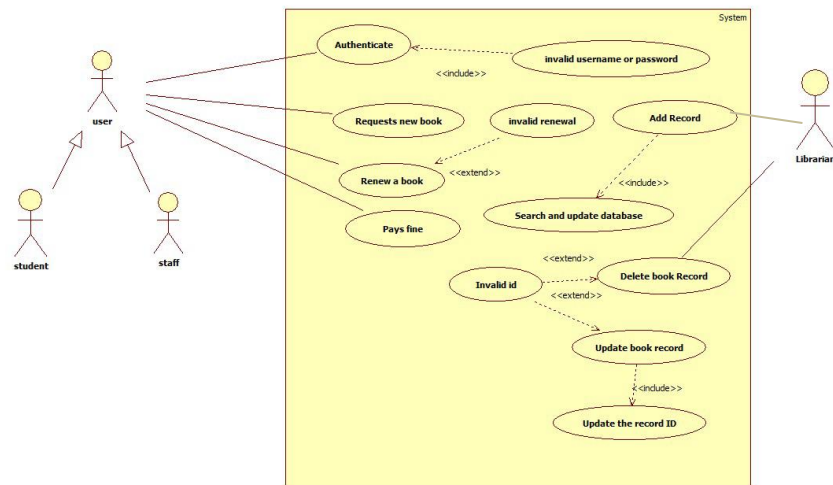 System
Authenticate
<<include>>
invalid username or password
user
Requests new book
invalid renewal
Add Record
Librarian
Renew a book
<<extend>>
<<include>>
Search and update database
Pays fine
student
staff
<<extend>>
Invalid id
Delete book Record
<<extend>>
Update book record
<<include>>
Update the record ID